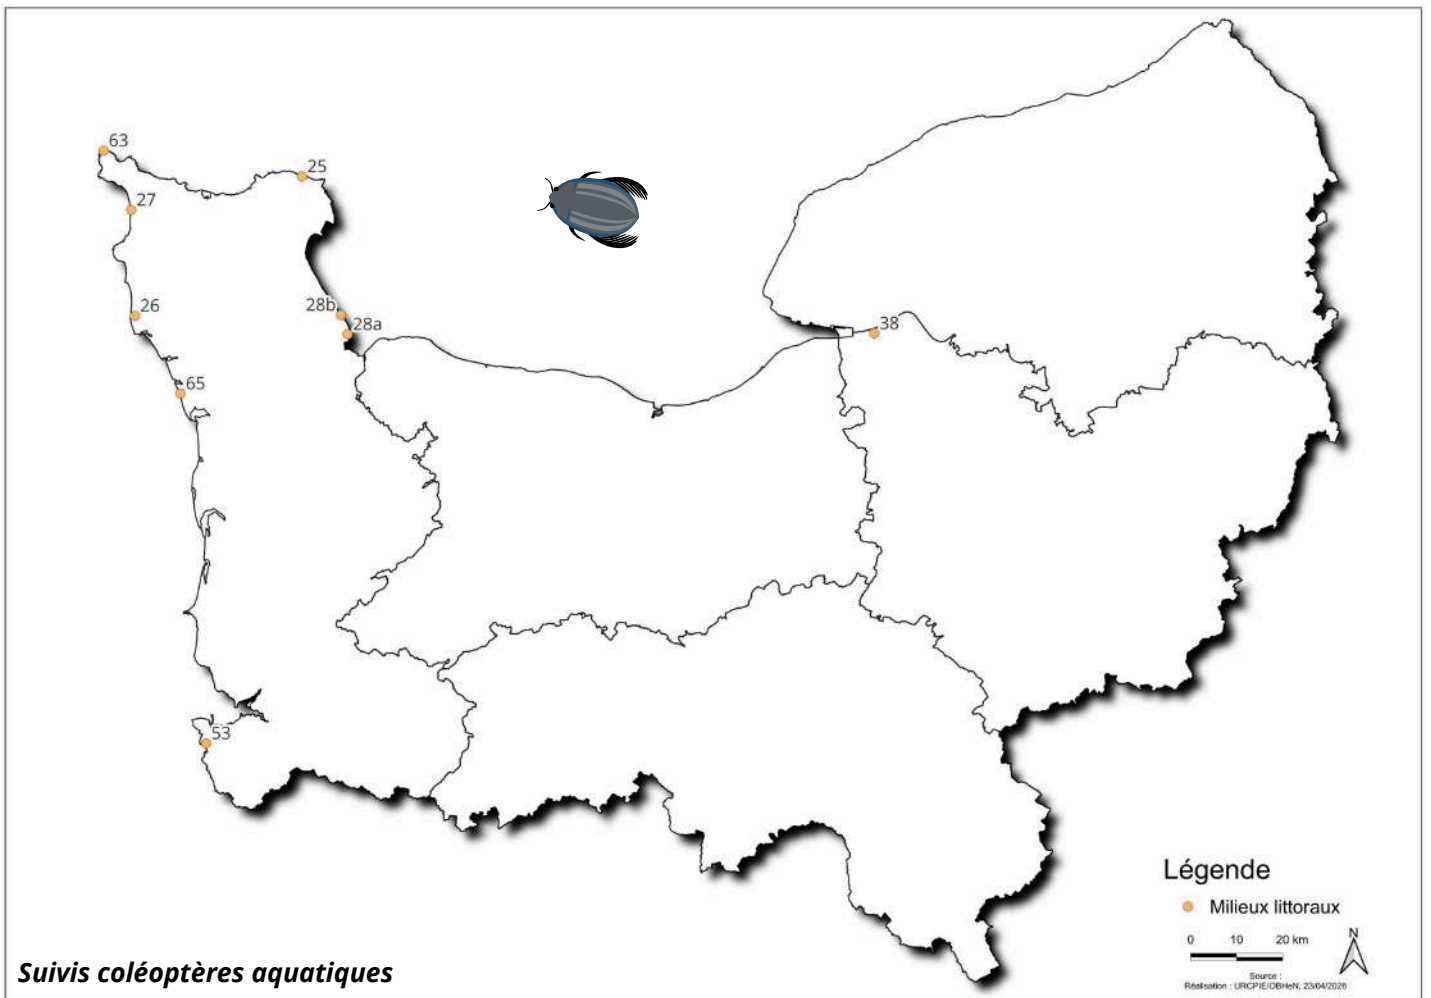 63
25
27
26
28b
28a
38
65
53
Légende
Milieux littoraux
0 10 20 km
N
Source :
Réalisation : URCPIE/OBHeN, 23/04/2026
Suivis coléoptères aquatiques